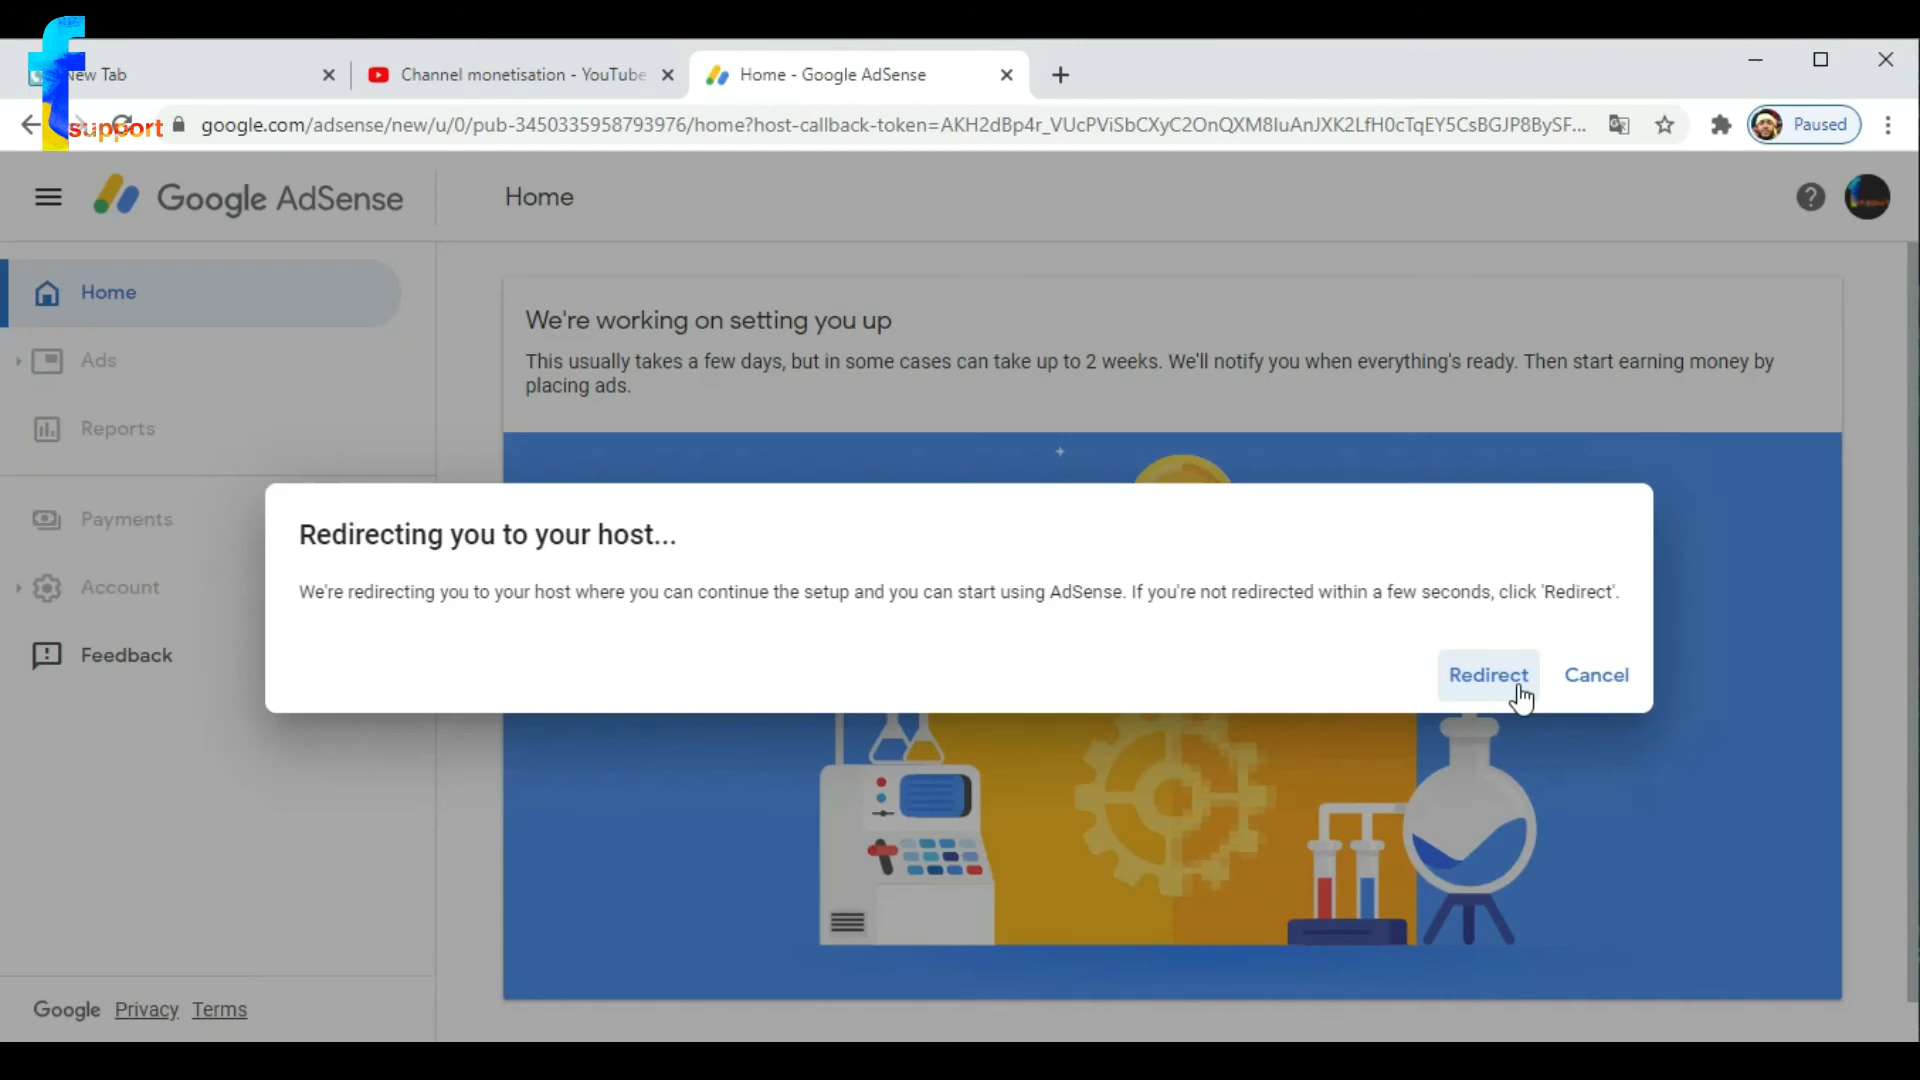 New Tab
Channel monetisation - YouTube
Home - Google AdSense
support
google.com/adsense/new/u/0/pub-3450335958793976/home?host-callback-token=AKH2dBp4r_VUcPViSbCXyC2OnQXM8IuAnJXK2LfH0cTqEY5CsBGJP8BySF...
Paused
Google AdSense
Home
Home
Ads
Reports
Payments
Account
Feedback
We're working on setting you up
This usually takes a few days, but in some cases can take up to 2 weeks. We'll notify you when everything's ready. Then start earning money by
placing ads.
Redirecting you to your host...
We're redirecting you to your host where you can continue the setup and you can start using AdSense. If you're not redirected within a few seconds, click 'Redirect'.
Redirect
Cancel
Google Privacy Terms